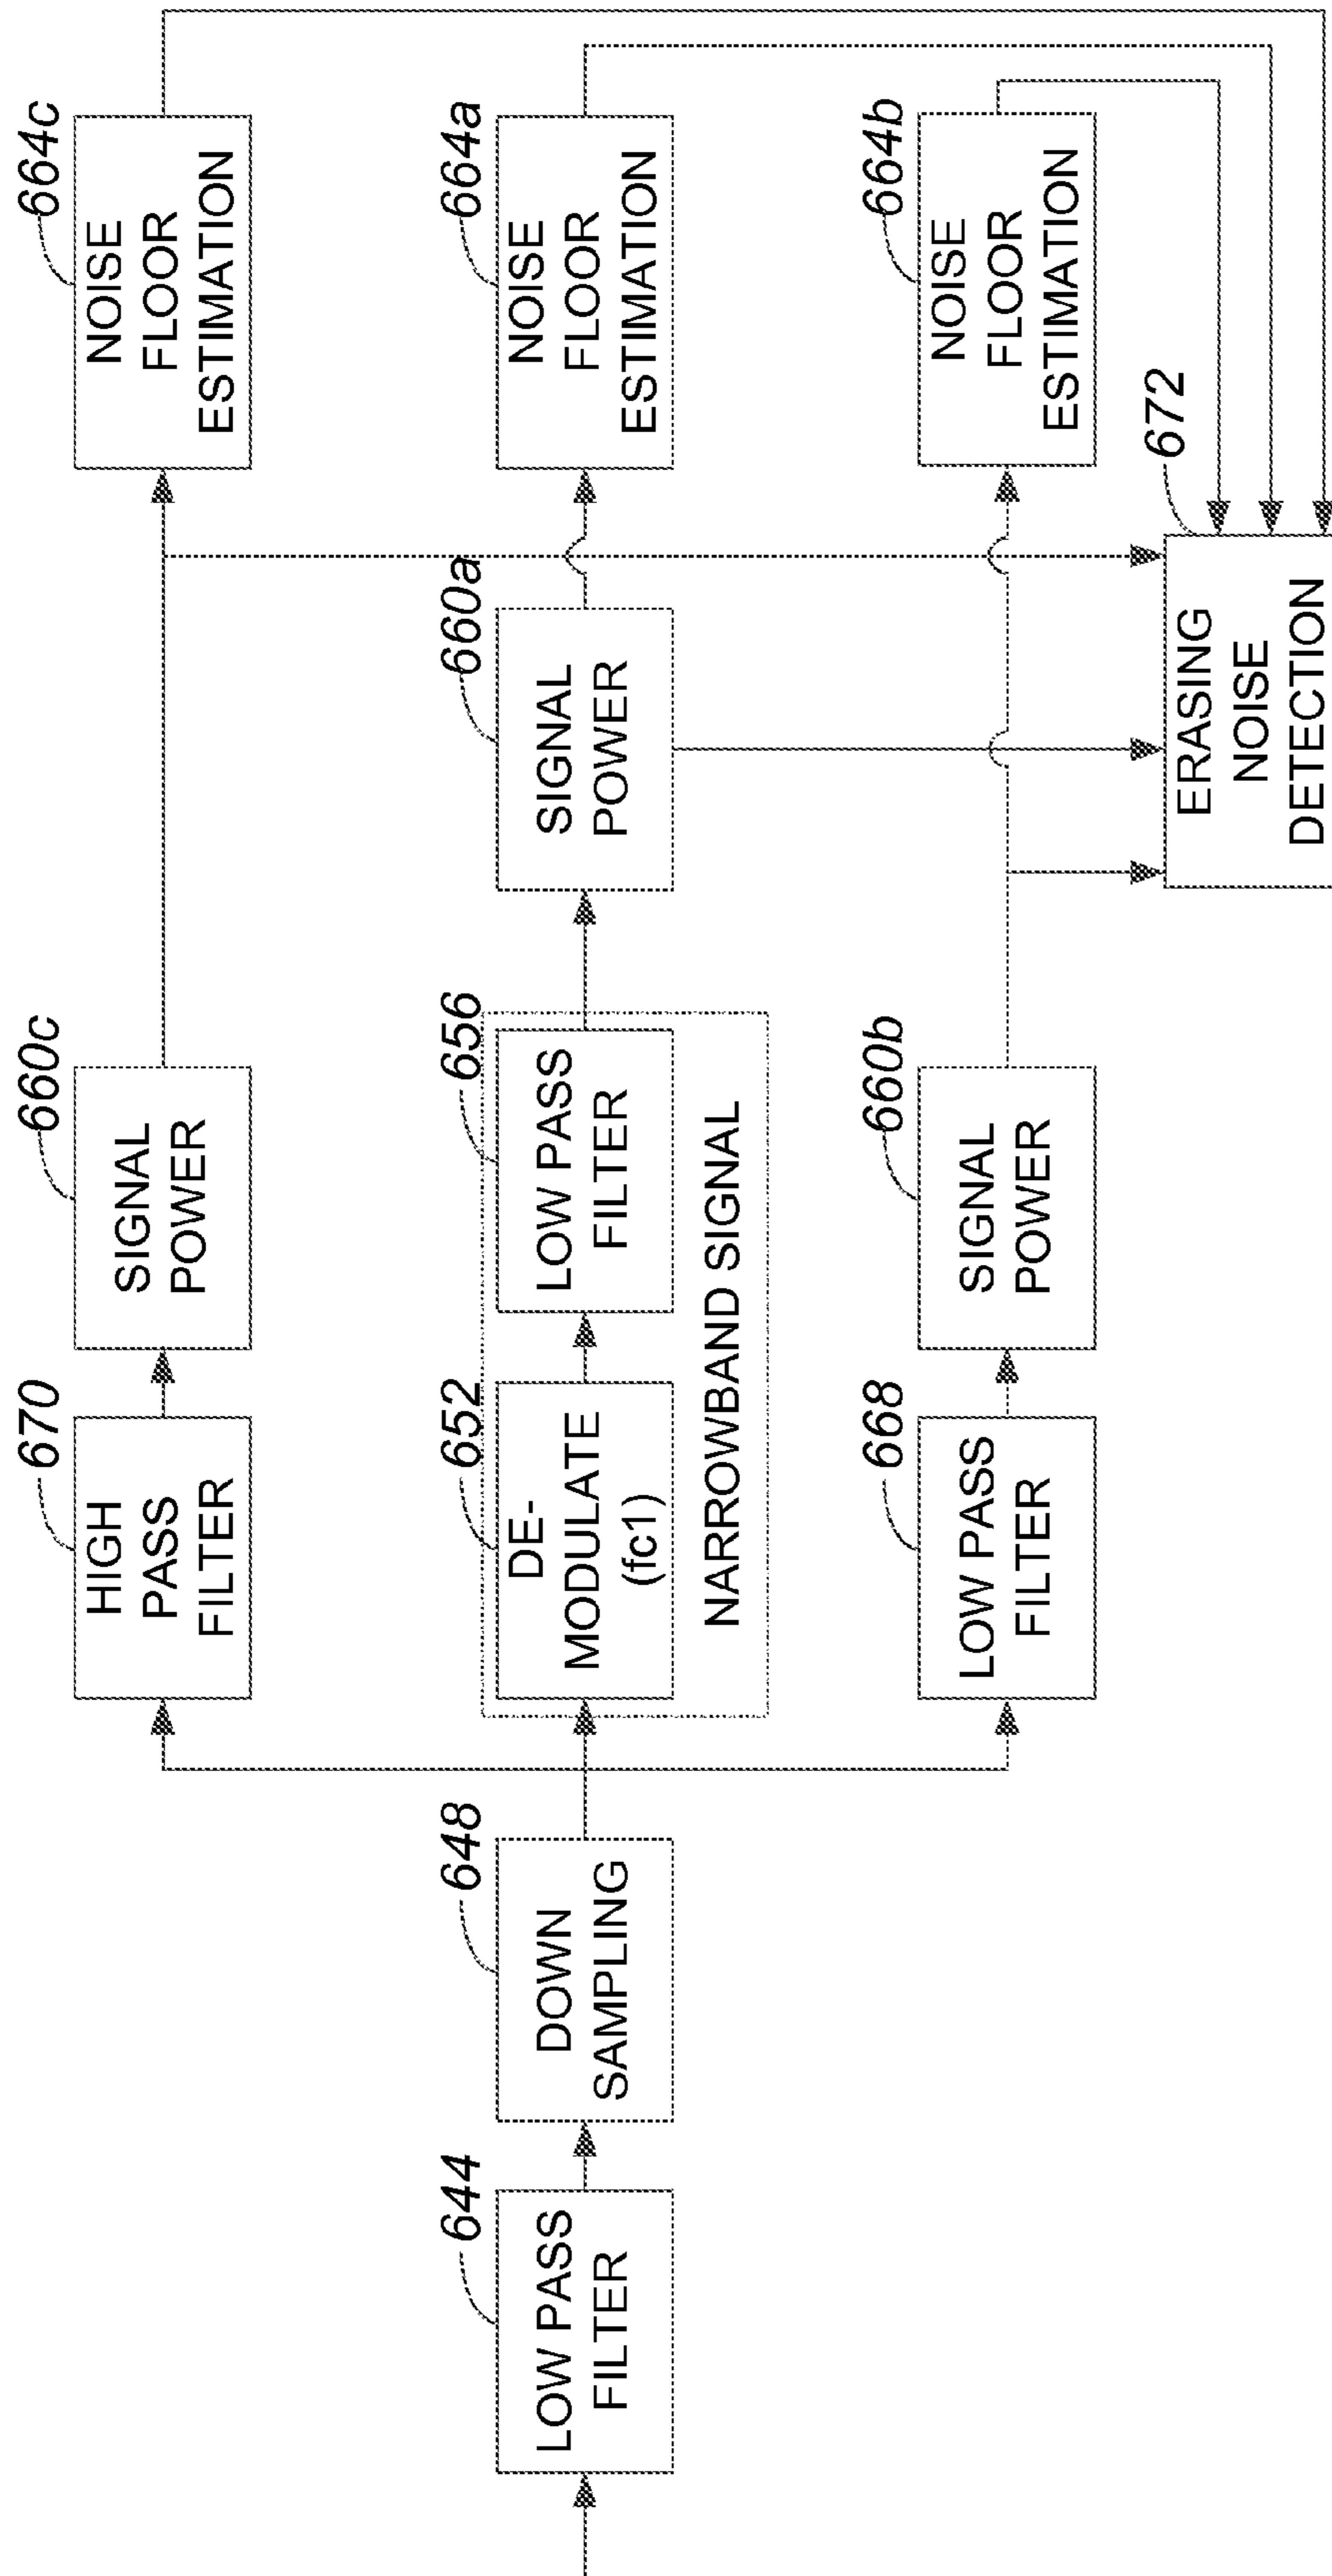 670
HIGH
PASS
FILTER
660c
SIGNAL
POWER
664c
NOISE
FLOOR
ESTIMATION
644
LOW PASS
FILTER
648
DOWN
SAMPLING
652
DE-
MODULATE
(fc1)
656
LOW PASS
FILTER
NARROWBAND SIGNAL
660a
SIGNAL
POWER
664a
NOISE
FLOOR
ESTIMATION
668
LOW PASS
FILTER
660b
SIGNAL
POWER
664b
NOISE
FLOOR
ESTIMATION
672
ERASING
NOISE
DETECTION